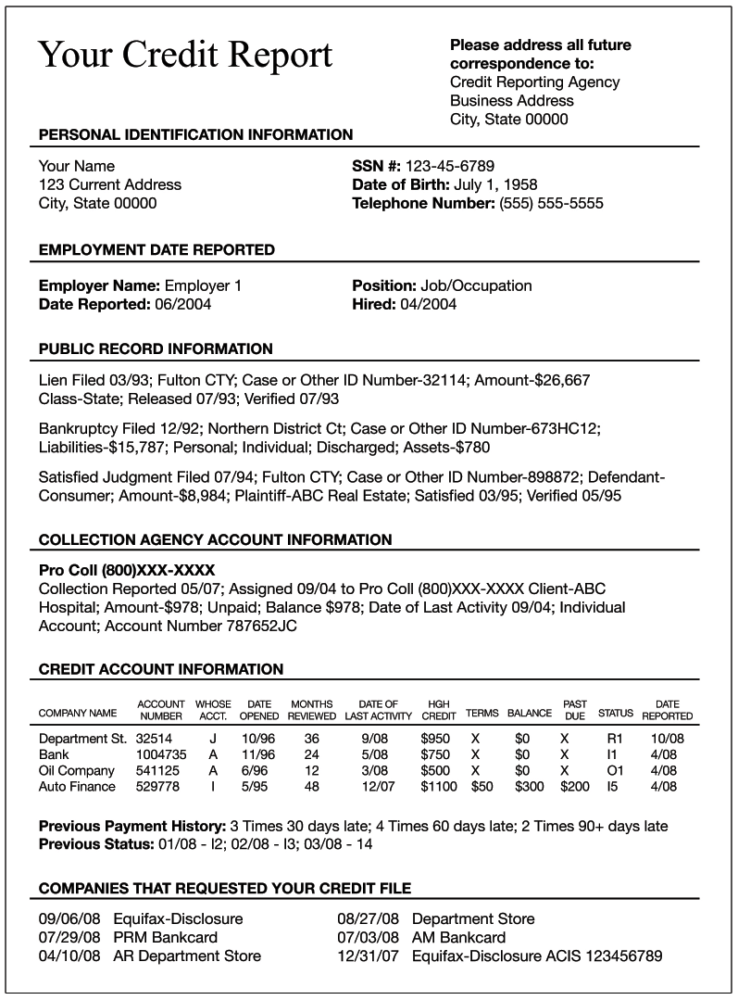 Your Credit Report
Please address all future
correspondence to:
Credit Reporting Agency
Business Address
City, State 00000
PERSONAL IDENTIFICATION INFORMATION
Your Name
123 Current Address
City, State 00000
SSN #: 123-45-6789
Date of Birth: July 1, 1958
Telephone Number: (555) 555-5555
EMPLOYMENT DATE REPORTED
Employer Name: Employer 1
Date Reported: 06/2004
Position: Job/Occupation
Hired: 04/2004
PUBLIC RECORD INFORMATION
Lien Filed 03/93; Fulton CTY; Case or Other ID Number-32114; Amount-$26,667
Class-State; Released 07/93; Verified 07/93
Bankruptcy Filed 12/92; Northern District Ct; Case or Other ID Number-673HC12;
Liabilities-$15,787; Personal; Individual; Discharged; Assets-$780
Satisfied Judgment Filed 07/94; Fulton CTY; Case or Other ID Number-898872; Defendant-
Consumer; Amount-$8,984; Plaintiff-ABC Real Estate; Satisfied 03/95; Verified 05/95
COLLECTION AGENCY ACCOUNT INFORMATION
Pro Coll (800)XXX-XXXX
Collection Reported 05/07; Assigned 09/04 to Pro Coll (800)XXX-XXXX Client-ABC
Hospital; Amount-$978; Unpaid; Balance $978; Date of Last Activity 09/04; Individual
Account; Account Number 787652JC
CREDIT ACCOUNT INFORMATION
COMPANY NAME ACCOUNT NUMBER WHOSE ACCT. DATE OPENED MONTHS REVIEWED DATE OF LAST ACTIVITY HGH CREDIT TERMS BALANCE PAST DUE STATUS DATE REPORTED
Department St. 32514 J 10/96 36 9/08 $950 X $0 X R1 10/08
Bank 1004735 A 11/96 24 5/08 $750 X $0 X I1 4/08
Oil Company 541125 A 6/96 12 3/08 $500 X $0 X O1 4/08
Auto Finance 529778 I 5/95 48 12/07 $1100 $50 $300 $200 I5 4/08
Previous Payment History: 3 Times 30 days late; 4 Times 60 days late; 2 Times 90+ days late
Previous Status: 01/08 - I2; 02/08 - I3; 03/08 - 14
COMPANIES THAT REQUESTED YOUR CREDIT FILE
09/06/08 Equifax-Disclosure
07/29/08 PRM Bankcard
04/10/08 AR Department Store
08/27/08 Department Store
07/03/08 AM Bankcard
12/31/07 Equifax-Disclosure ACIS 123456789